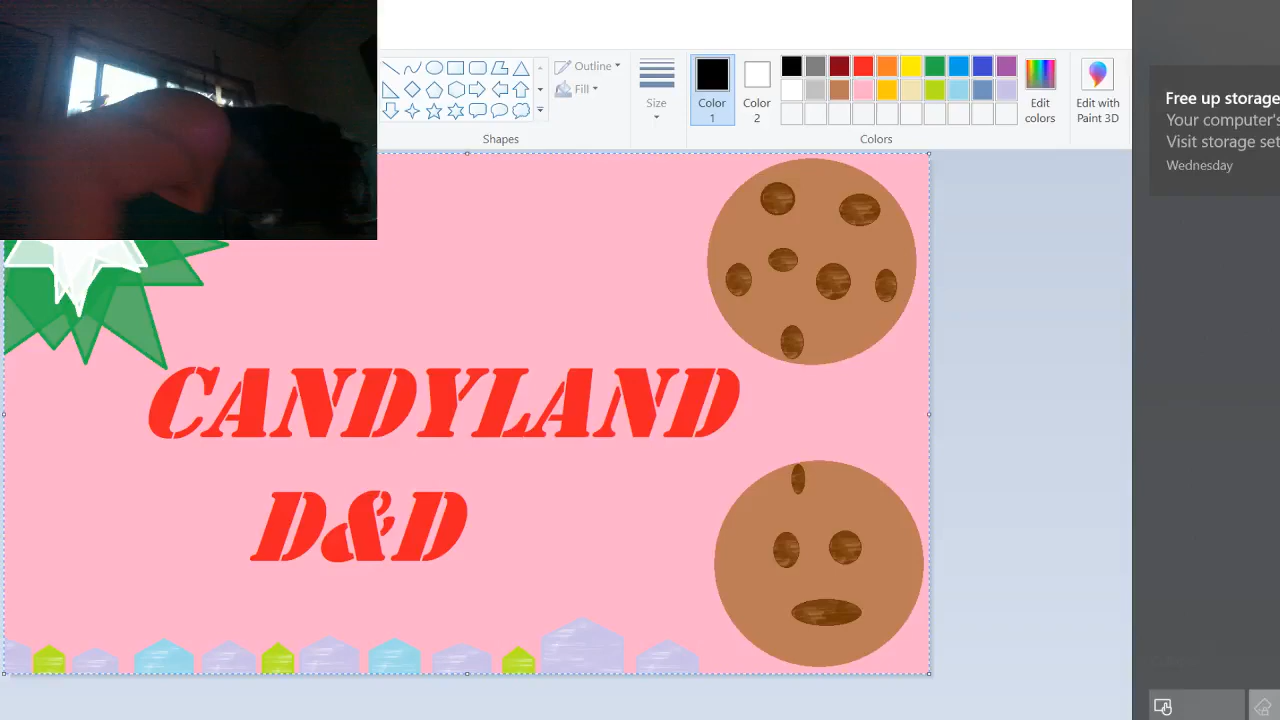 Outline
Fill
Size
Color
1
Color
2
Edit
colors
Edit with
Paint 3D
Shapes
Colors
Free up storage
Your computer's
Visit storage set
Wednesday
CANDYLAND
D&D